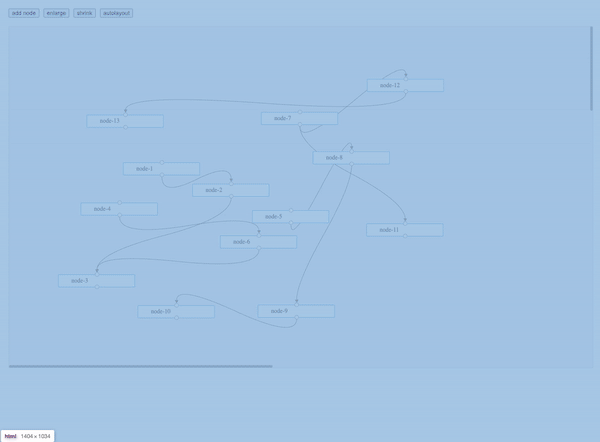 add node enlarge shrink autolayout
node-12
node-13
node-7
node-8
node-1
node-2
node-4
node-5
node-11
node-6
node-3
node-10
node-9
html 1404 × 1034